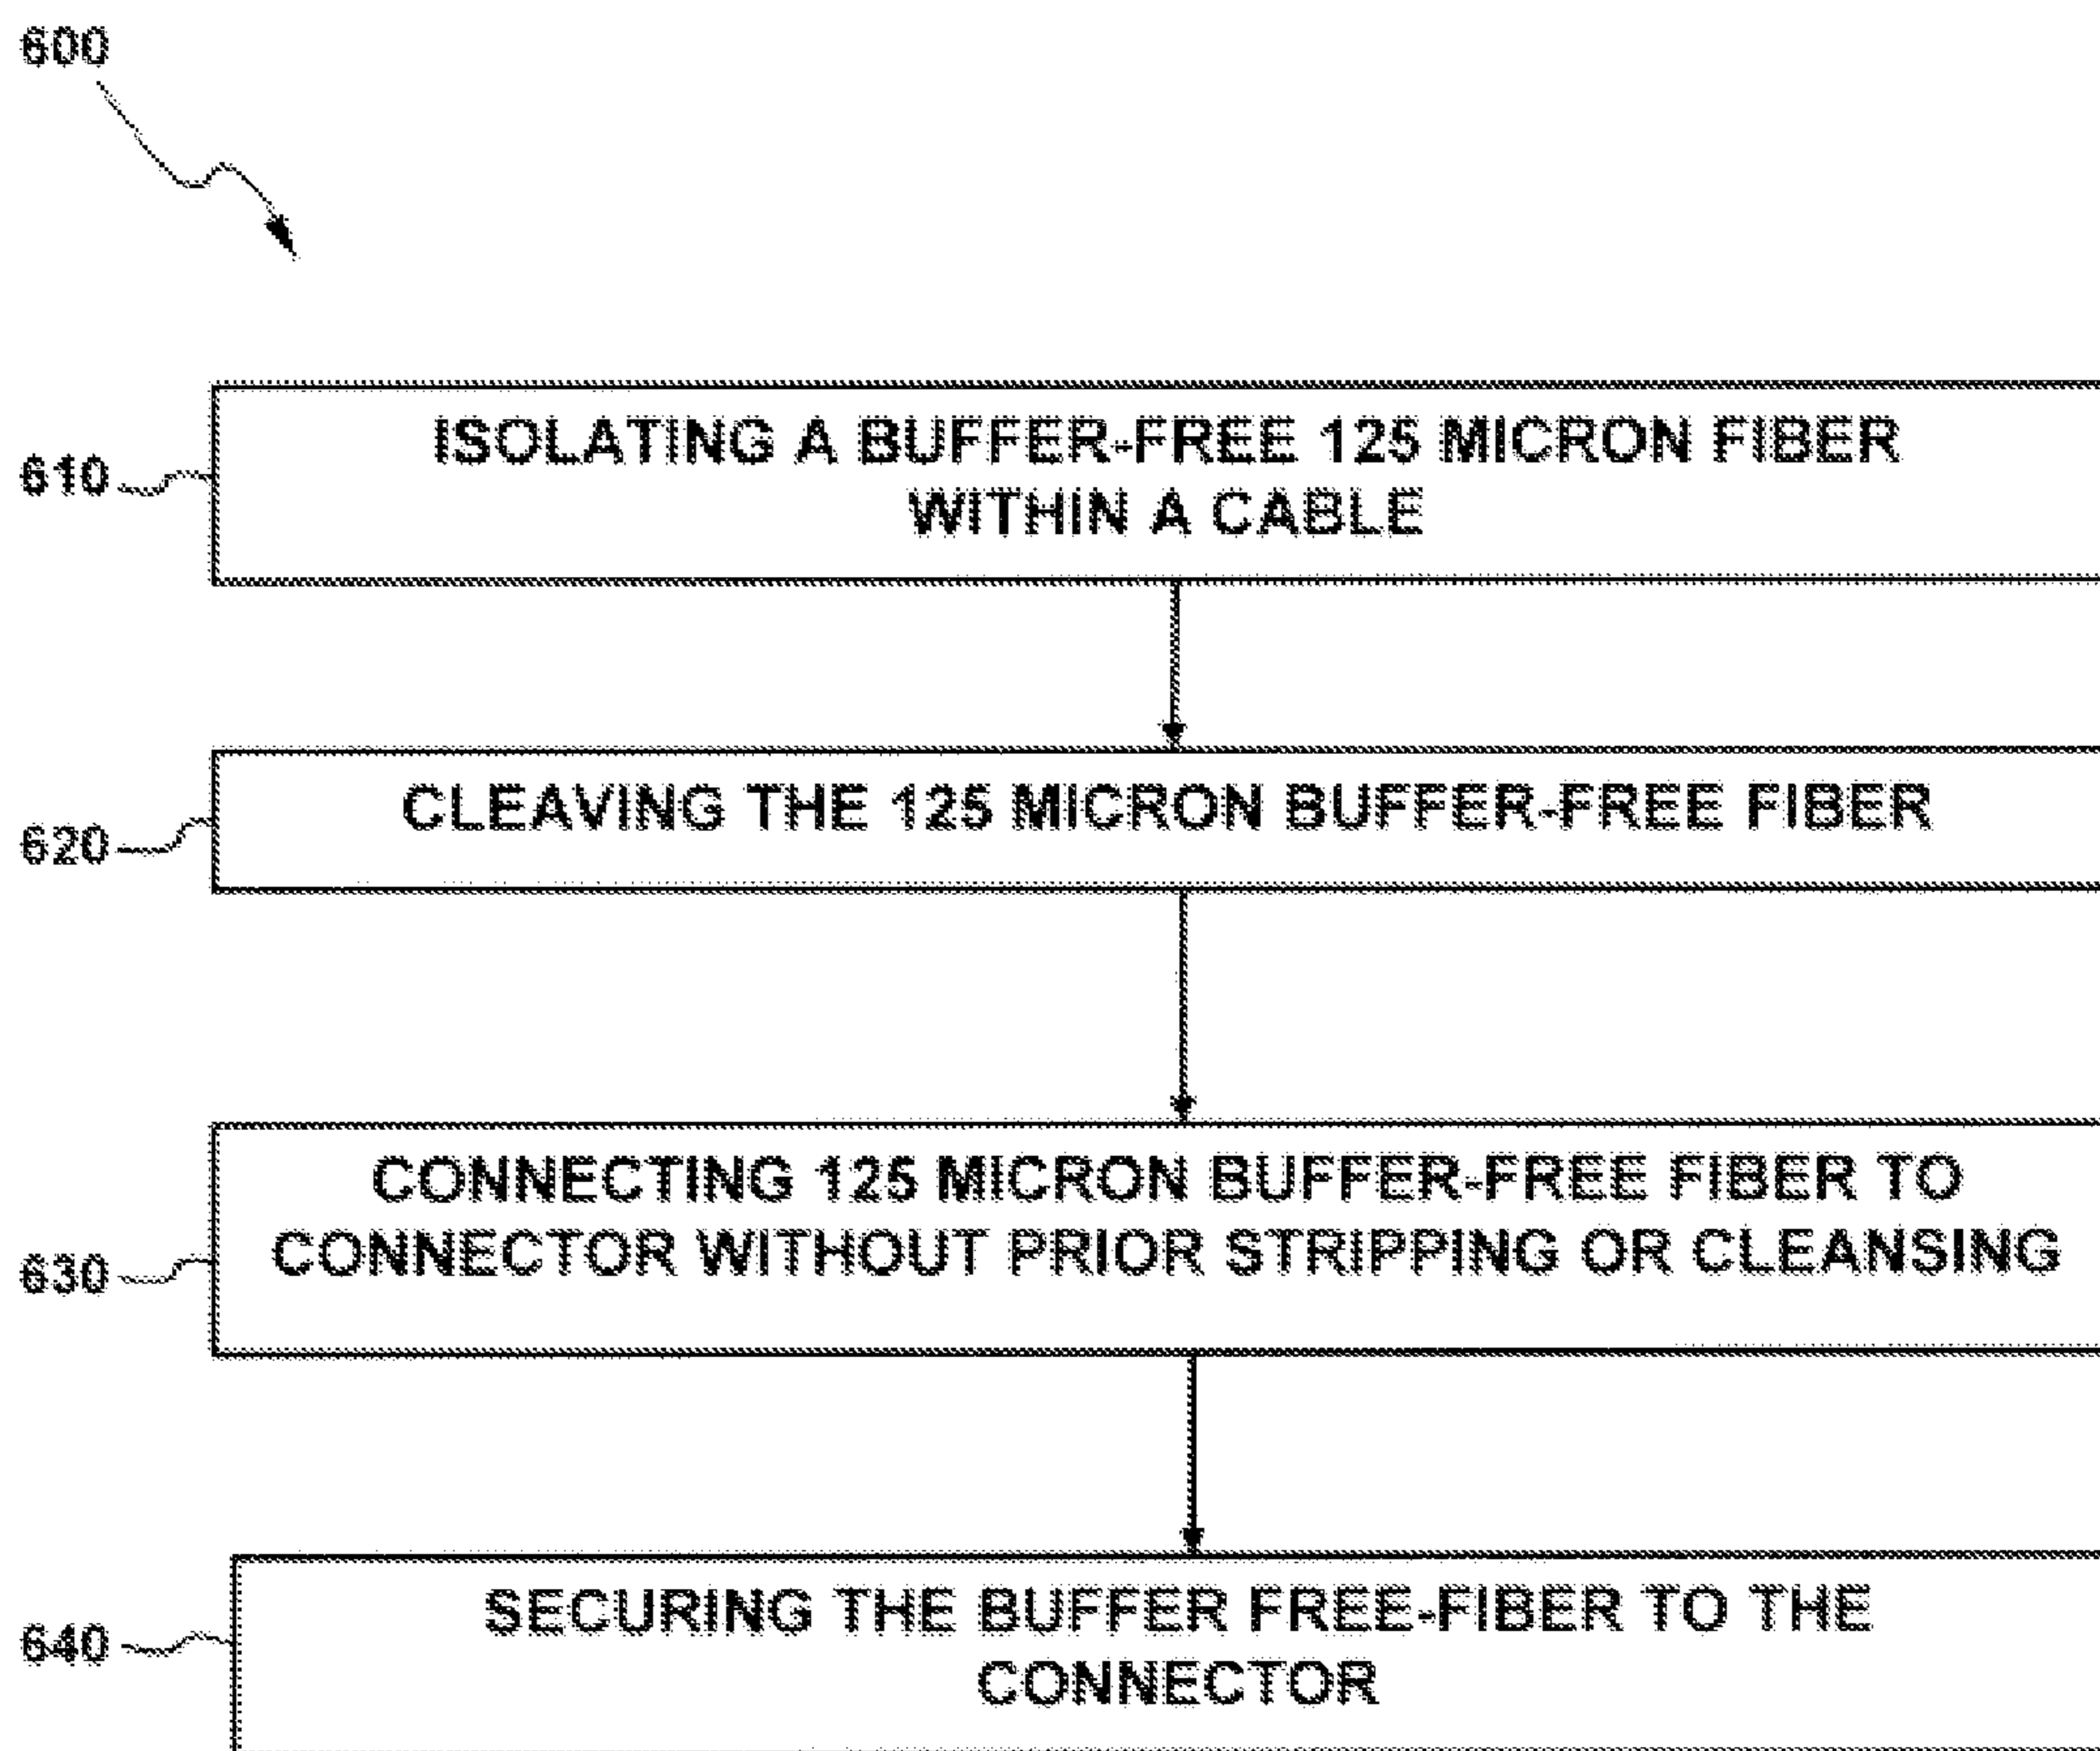 600
610
ISOLATING A BUFFER-FREE 125 MICRON FIBER
WITHIN A CABLE
620
CLEAVING THE 125 MICRON BUFFER-FREE FIBER
630
CONNECTING 125 MICRON BUFFER-FREE FIBER TO
CONNECTOR WITHOUT PRIOR STRIPPING OR CLEANSING
640
SECURING THE BUFFER FREE-FIBER TO THE
CONNECTOR